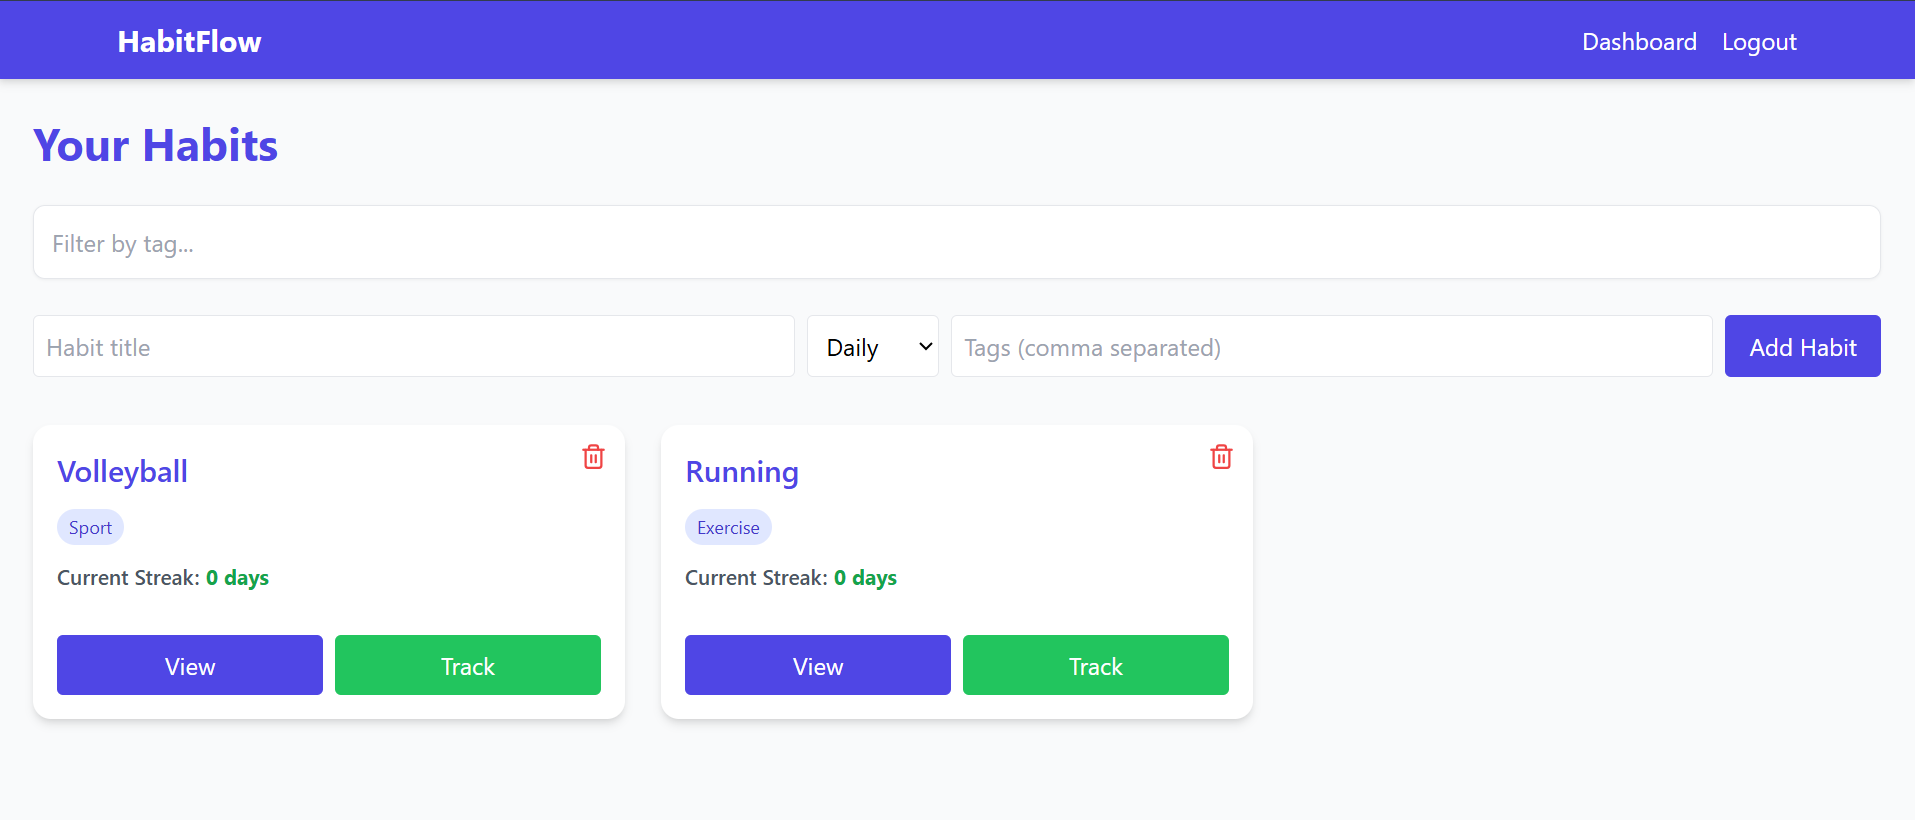 HabitFlow
Dashboard
Logout
Your Habits
Filter by tag...
Habit title
Daily
Tags (comma separated)
Add Habit
Volleyball
Sport
Current Streak: 0 days
View
Track
Running
Exercise
Current Streak: 0 days
View
Track